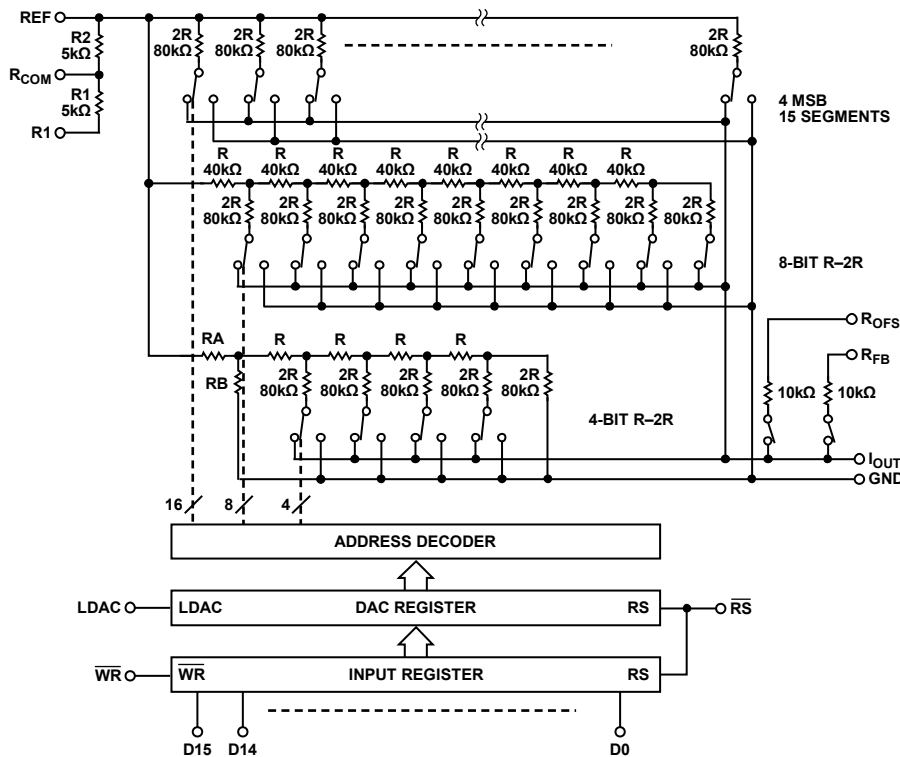 REF
R2
5kΩ
RCOM
R1
5kΩ
R1
2R
80kΩ
2R
80kΩ
2R
80kΩ
2R
80kΩ
4 MSB
15 SEGMENTS
R
40kΩ
R
40kΩ
R
40kΩ
R
40kΩ
R
40kΩ
R
40kΩ
R
40kΩ
R
40kΩ
2R
80kΩ
2R
80kΩ
2R
80kΩ
2R
80kΩ
2R
80kΩ
2R
80kΩ
2R
80kΩ
2R
80kΩ
2R
80kΩ
8-BIT R–2R
RA
R
R
R
R
RB
2R
80kΩ
2R
80kΩ
2R
80kΩ
2R
80kΩ
2R
80kΩ
4-BIT R–2R
ROFS
RFB
10kΩ
10kΩ
IOUT
GND
16
8
4
ADDRESS DECODER
LDAC
LDAC
DAC REGISTER
RS
RS
WR
WR
INPUT REGISTER
RS
D15
D14
D0